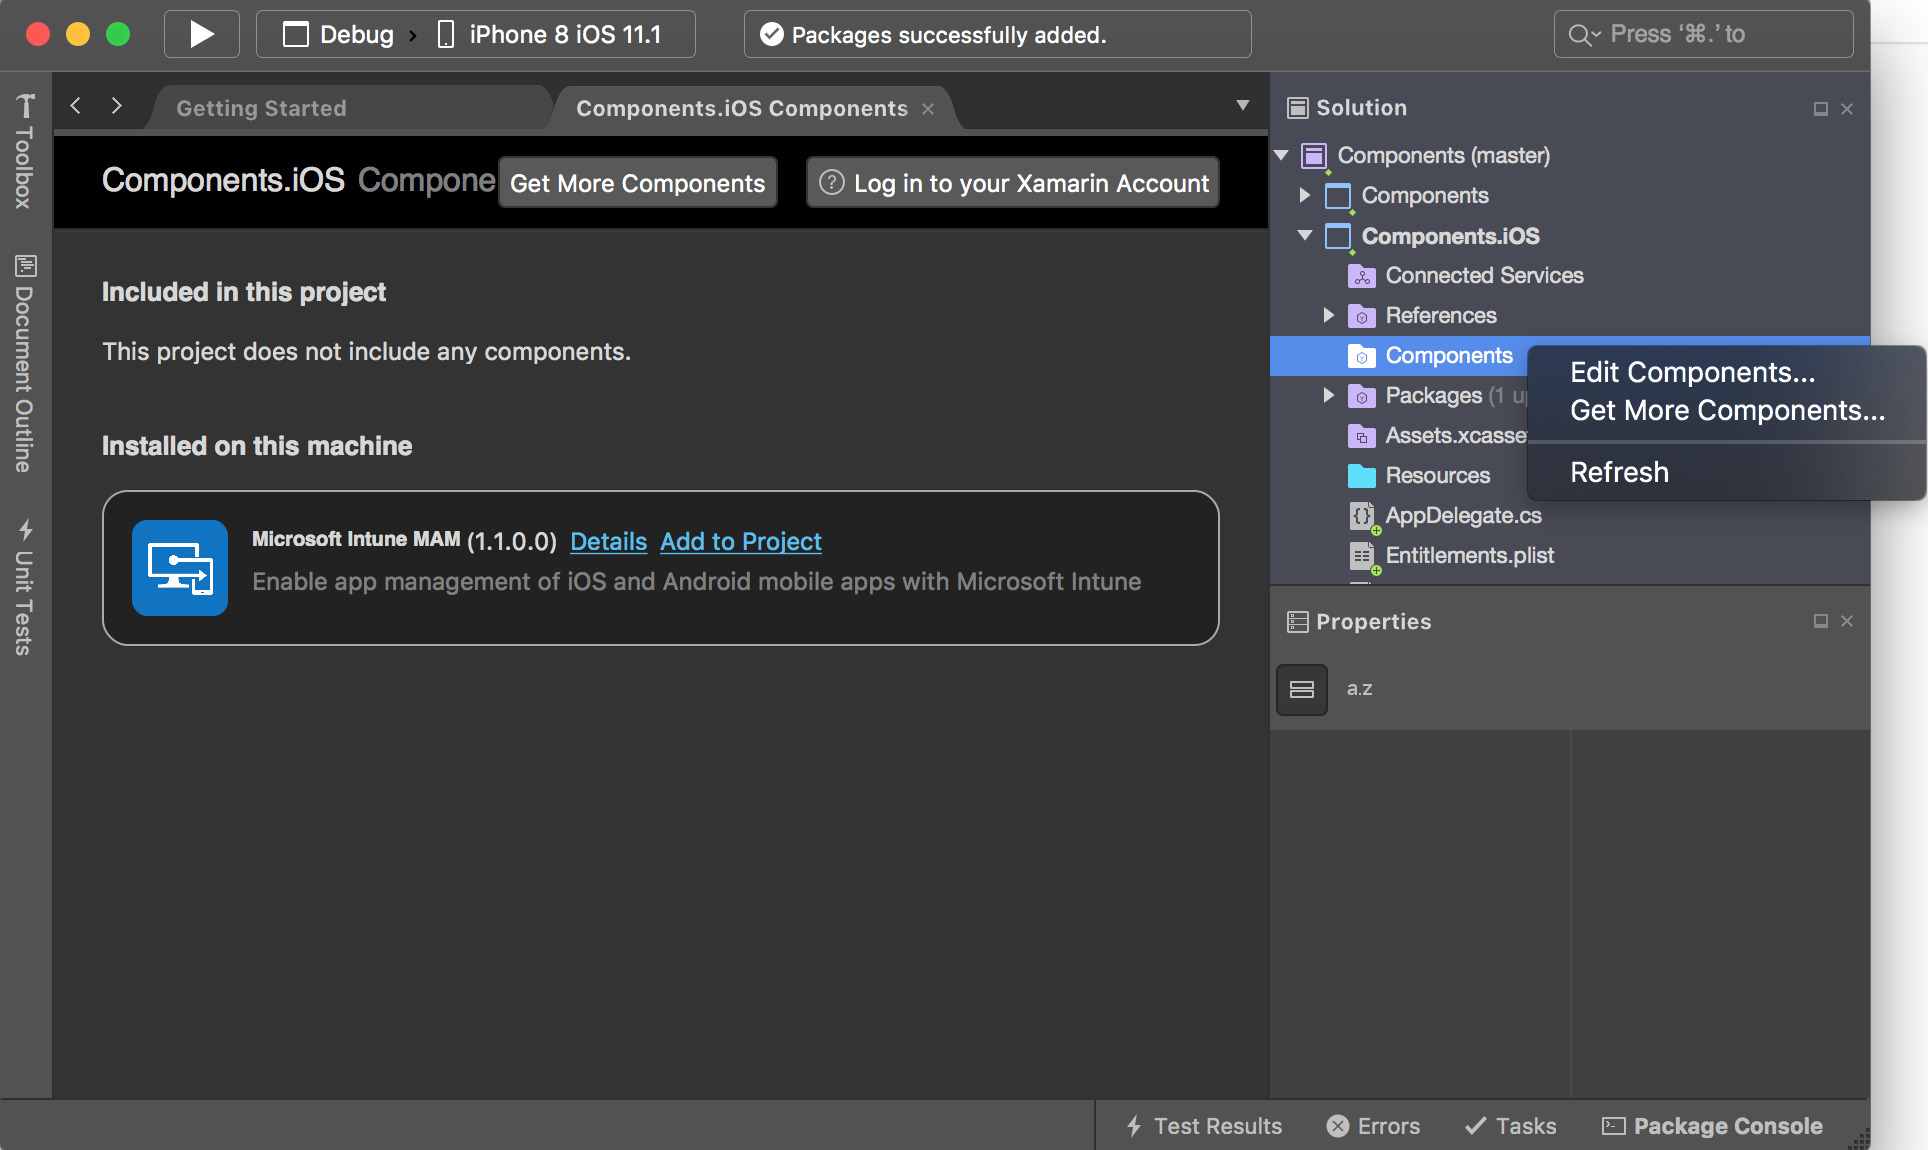 Debug › iPhone 8 iOS 11.1
Packages successfully added.
Press ‘⌘.’ to
Toolbox
Document Outline
Unit Tests
Getting Started
Components.iOS Components
Components.iOS Compone
Get More Components
? Log in to your Xamarin Account
Included in this project
This project does not include any components.
Installed on this machine
Microsoft Intune MAM (1.1.0.0) Details Add to Project
Enable app management of iOS and Android mobile apps with Microsoft Intune
Solution
Components (master)
Components
Components.iOS
Connected Services
References
Components
Packages (1 up
Assets.xcasse
Resources
AppDelegate.cs
Entitlements.plist
Edit Components...
Get More Components...
Refresh
Properties
a.z
Test Results
Errors
Tasks
Package Console